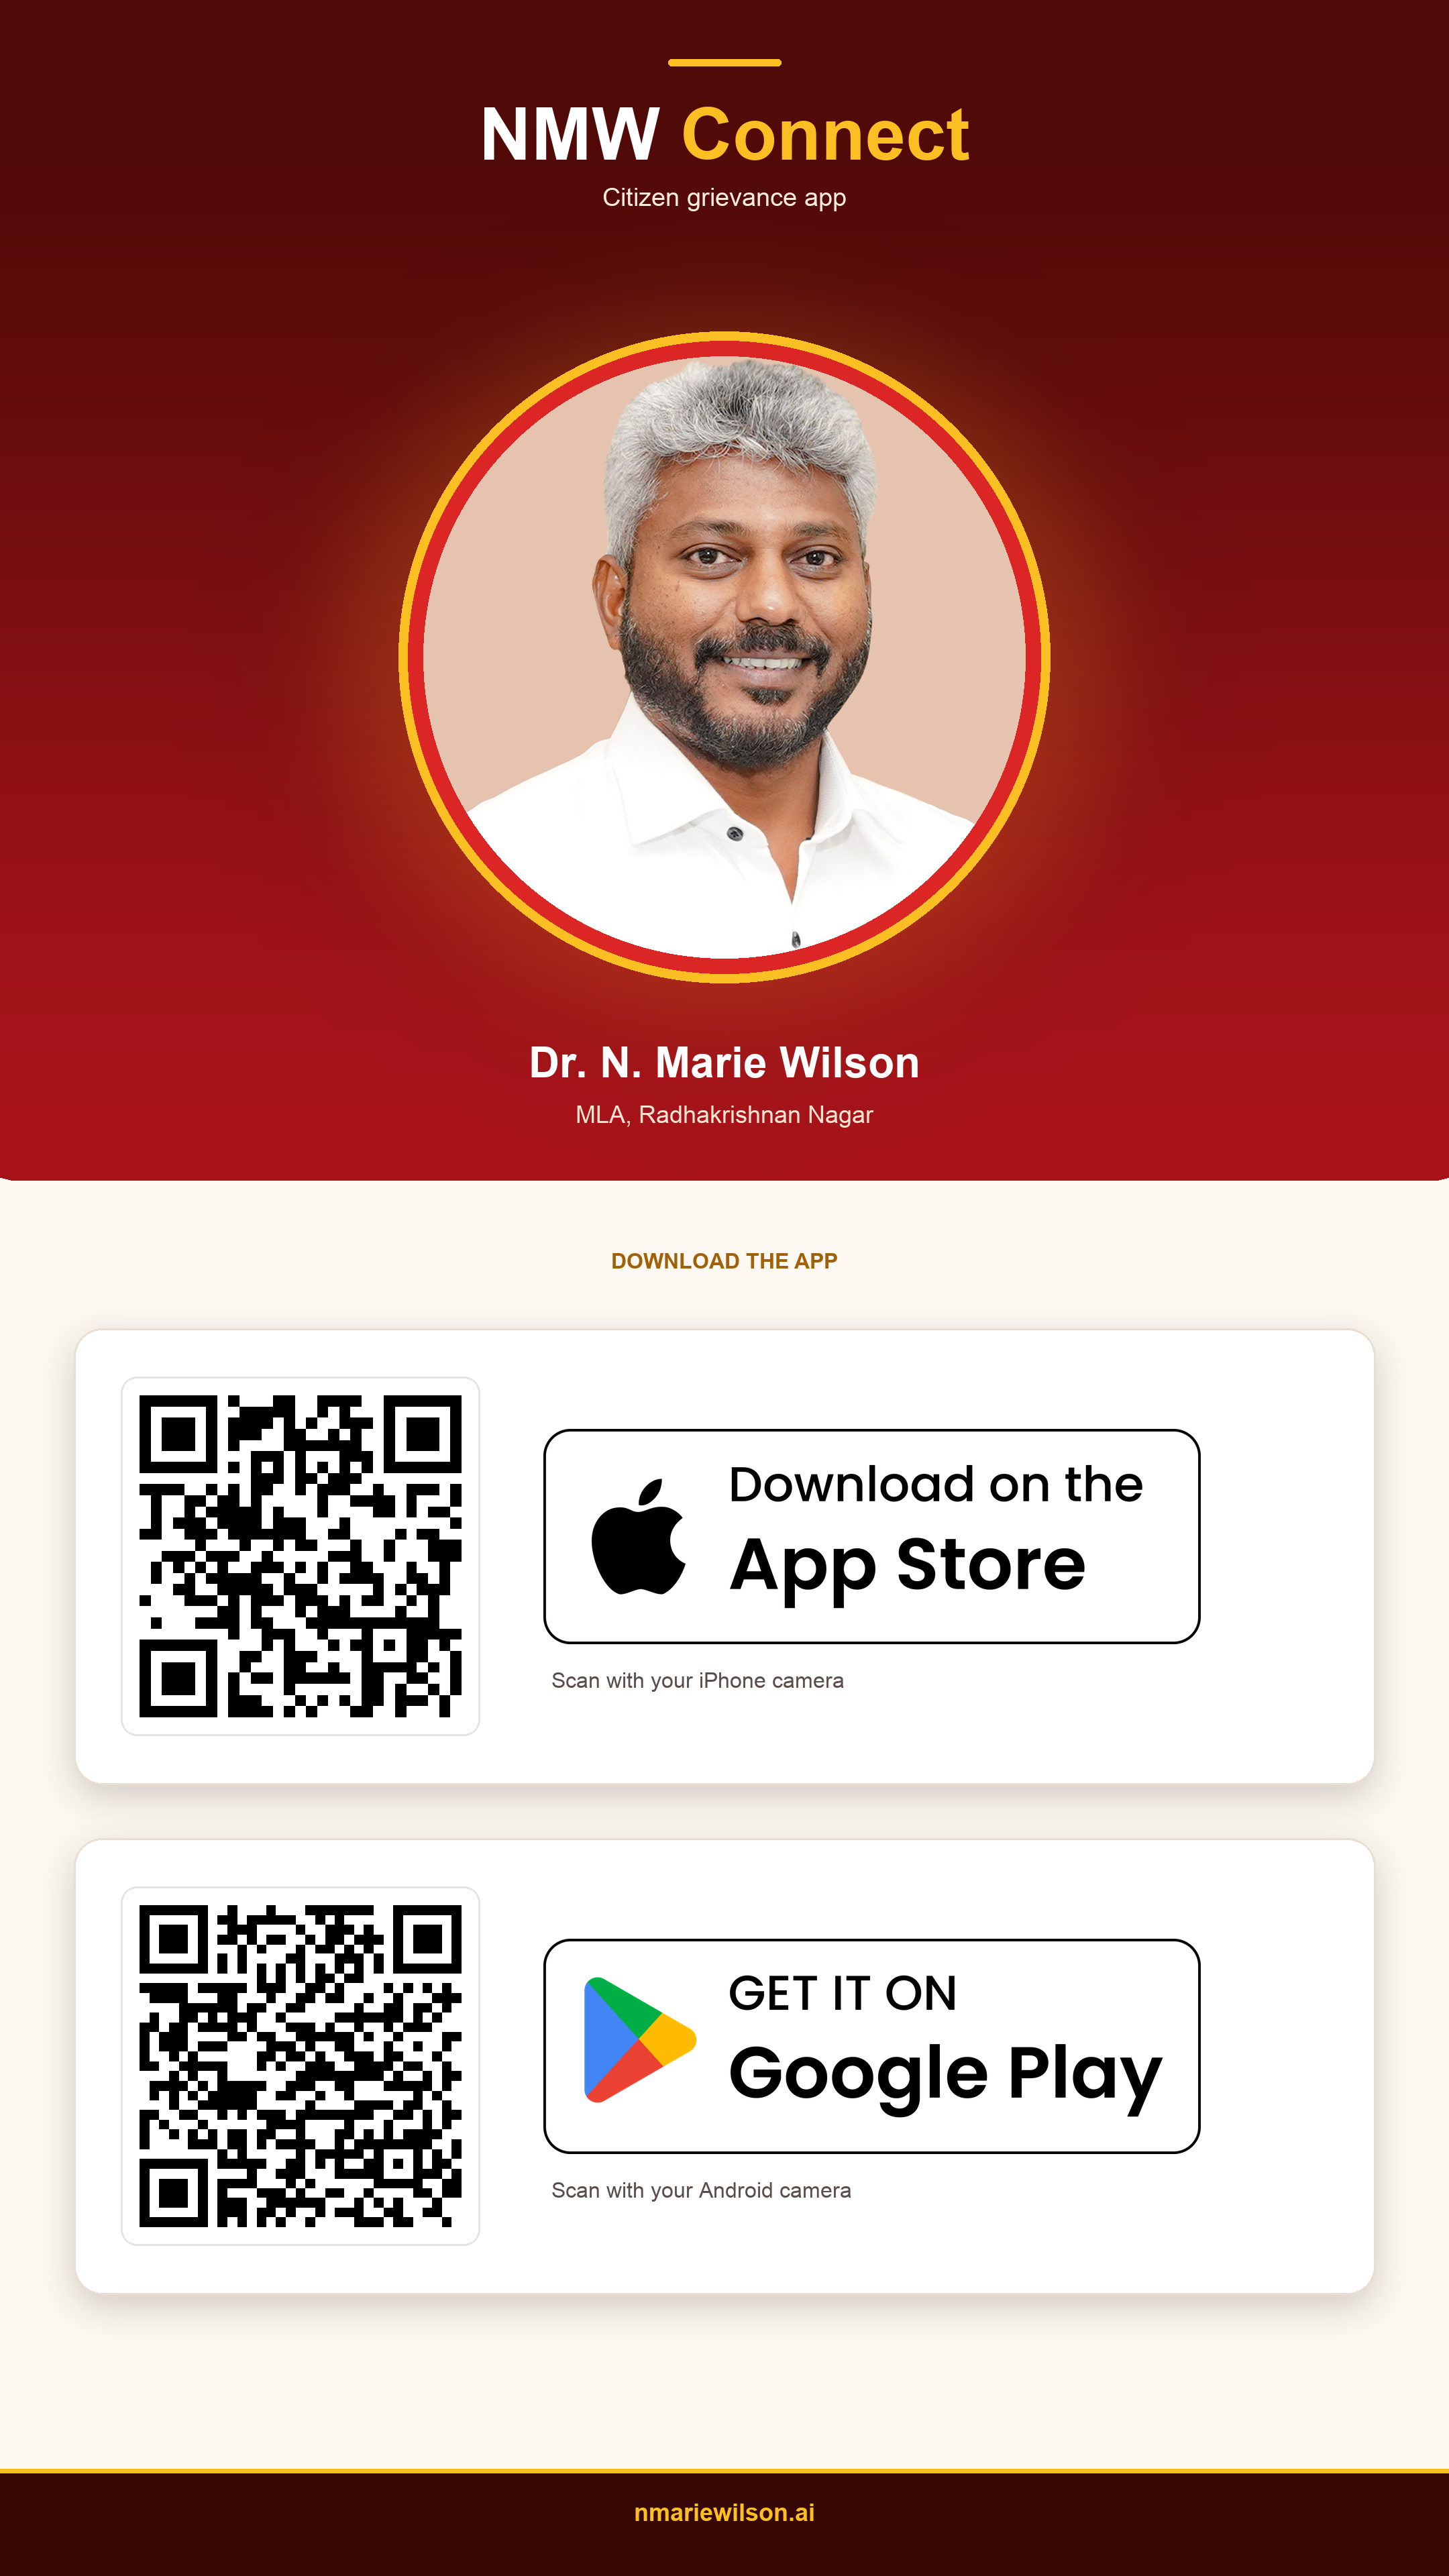 NMW Connect
Citizen grievance app
Dr. N. Marie Wilson
MLA, Radhakrishnan Nagar
DOWNLOAD THE APP
Download on the
App Store
Scan with your iPhone camera
GET IT ON
Google Play
Scan with your Android camera
nmariewilson.ai